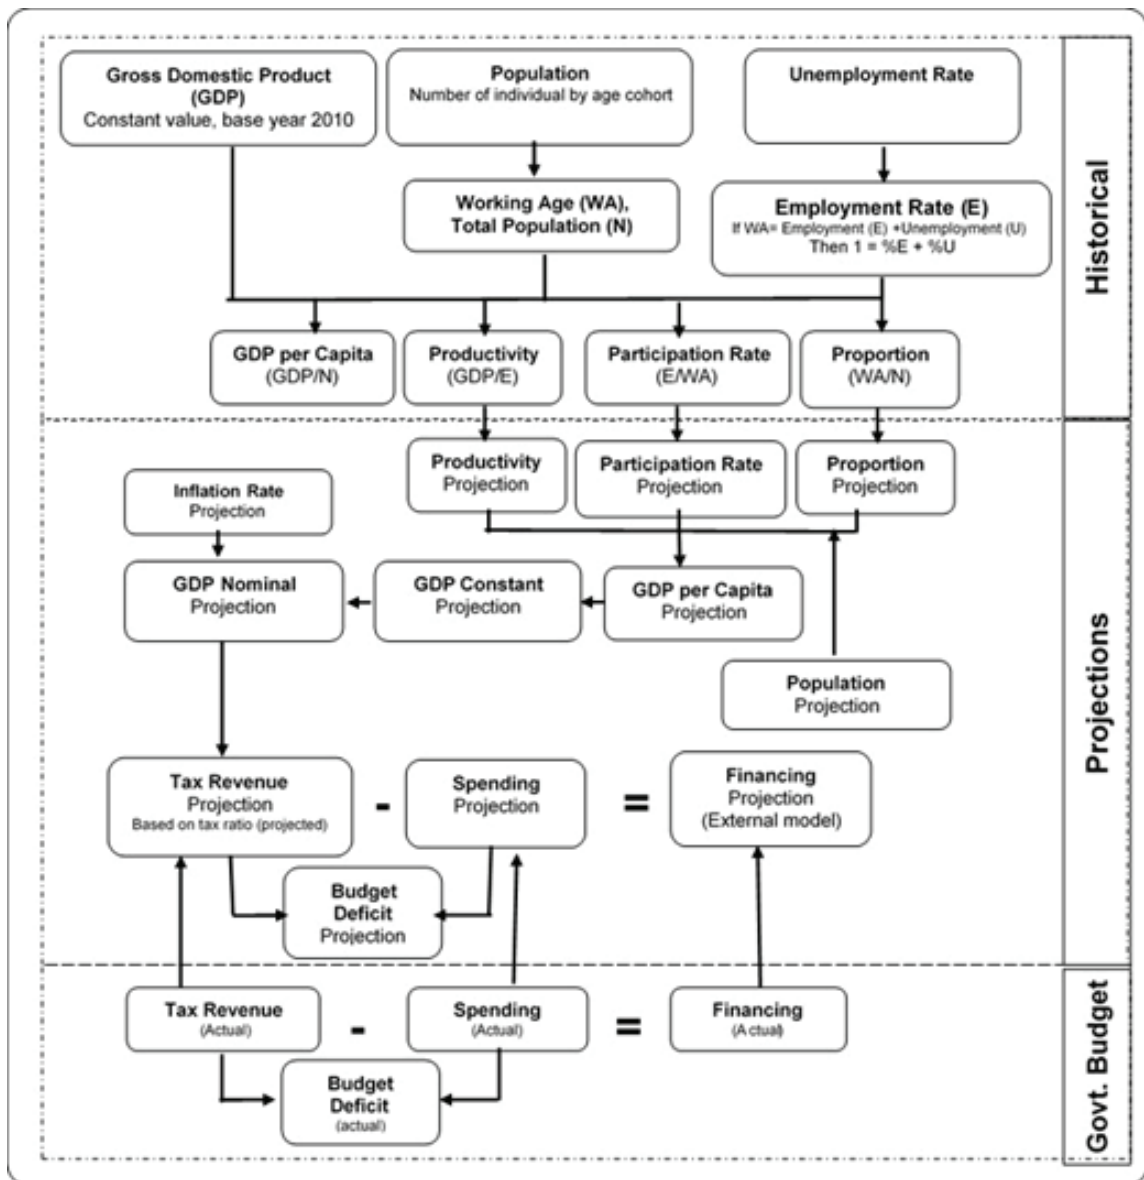 Gross Domestic Product
(GDP)
Constant value, base year 2010
Population
Number of individual by age cohort
Unemployment Rate
Working Age (WA),
Total Population (N)
Employment Rate (E)
If WA= Employment (E) +Unemployment (U)
Then 1 = %E + %U
Historical
GDP per Capita
(GDP/N)
Productivity
(GDP/E)
Participation Rate
(E/WA)
Proportion
(WA/N)
Productivity
Projection
Participation Rate
Projection
Proportion
Projection
Inflation Rate
Projection
GDP Nominal
Projection
GDP Constant
Projection
GDP per Capita
Projection
Population
Projection
Projections
Tax Revenue
Projection
Based on tax ratio (projected)
-
Spending
Projection
=
Financing
Projection
(External model)
Budget
Deficit
Projection
Tax Revenue
(Actual)
-
Spending
(Actual)
=
Financing
(A ctual)
Budget
Deficit
(actual)
Govt. Budget